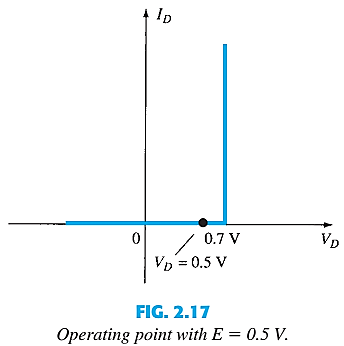 I_D
0
0.7 V
V_D
V_D = 0.5 V
FIG. 2.17
Operating point with E = 0.5 V.